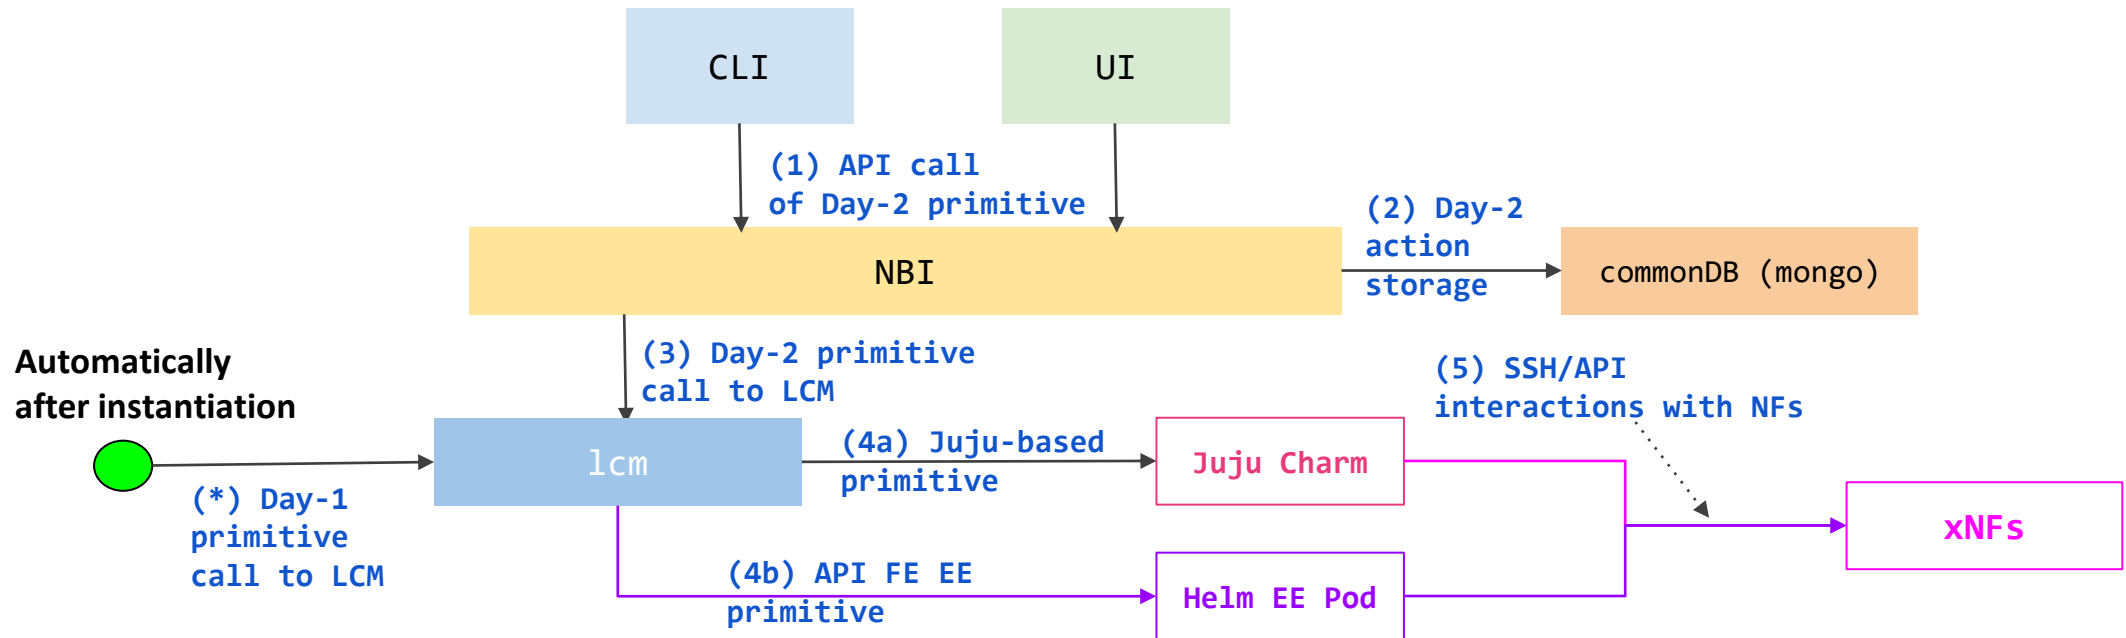 CLI
UI
(1) API call
of Day-2 primitive
(2) Day-2
action
storage
NBI
commonDB (mongo)
(3) Day-2 primitive
call to LCM
Automatically
after instantiation
(5) SSH/API
interactions with NFs
(*) Day-1
primitive
call to LCM
lcm
(4a) Juju-based
primitive
Juju Charm
xNFs
(4b) API FE EE
primitive
Helm EE Pod